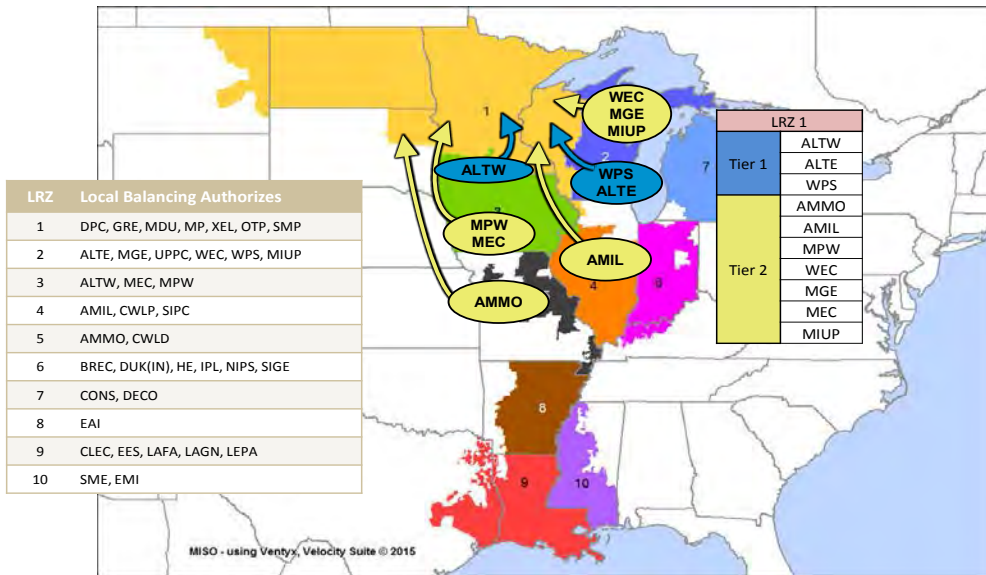 LRZ Local Balancing Authorizes
1 DPC, GRE, MDU, MP, XEL, OTP, SMP
2 ALTE, MGE, UPPC, WEC, WPS, MIUP
3 ALTW, MEC, MPW
4 AMIL, CWLP, SIPC
5 AMMO, CWLD
6 BREC, DUK(IN), HE, IPL, NIPS, SIGE
7 CONS, DECO
8 EAI
9 CLEC, EES, LAFA, LAGN, LEPA
10 SME, EMI
1
WEC
MGE
MIUP
ALTW
2
WPS
ALTE
7
3
MPW
MEC
AMIL
AMMO
4
6
5
8
9
10
LRZ 1
Tier 1
ALTW
ALTE
WPS
Tier 2
AMMO
AMIL
MPW
WEC
MGE
MEC
MIUP
MISO - using Ventyx, Velocity Suite © 2015